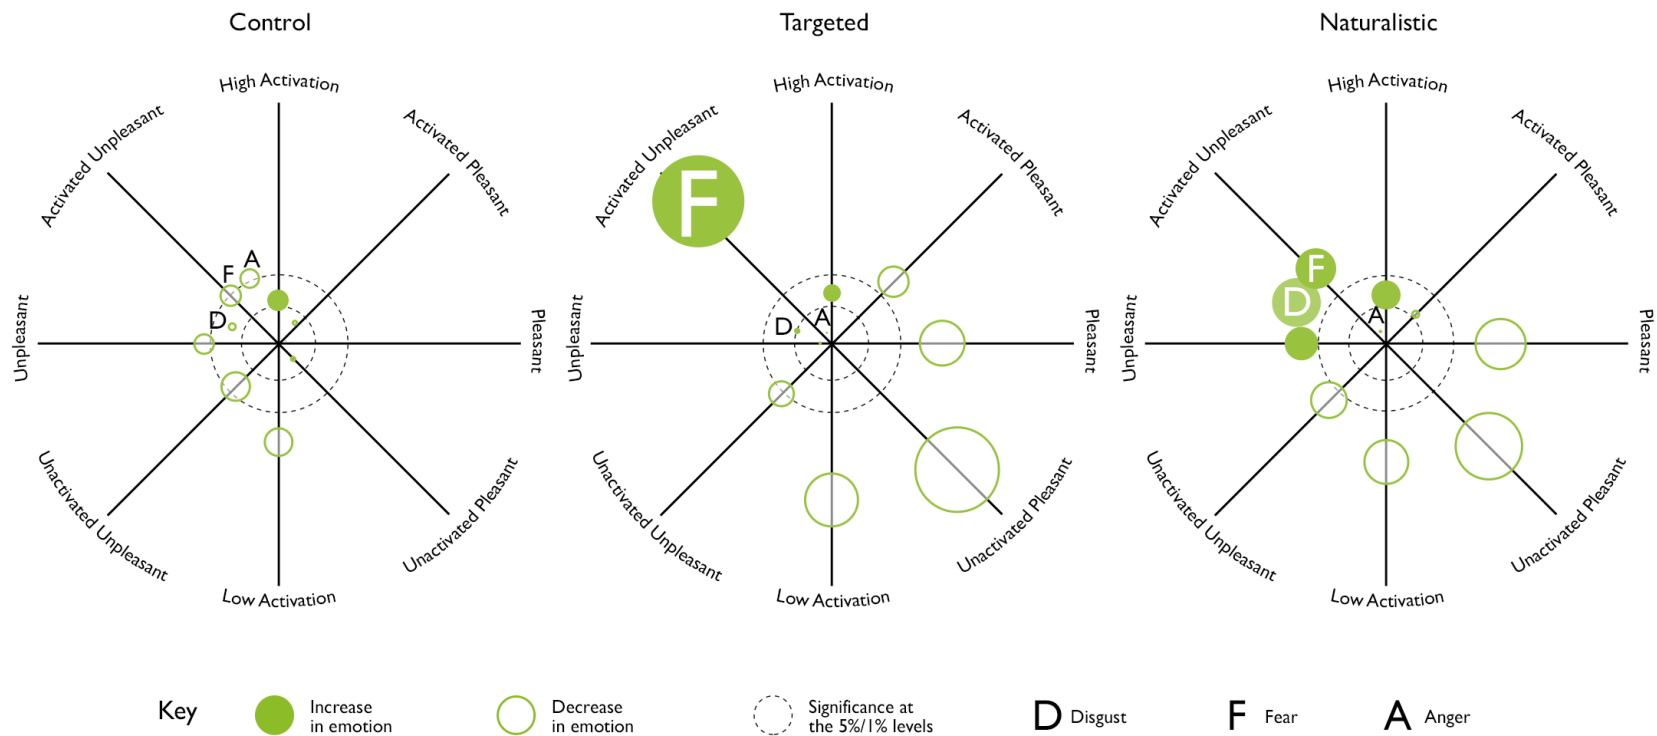 Control
High Activation
Activated Unpleasant
Activated Pleasant
F
A
D
Unpleasant
Pleasant
Unactivated Unpleasant
Unactivated Pleasant
Low Activation
Targeted
High Activation
Activated Unpleasant
Activated Pleasant
F
D
A
Unpleasant
Pleasant
Unactivated Unpleasant
Unactivated Pleasant
Low Activation
Naturalistic
High Activation
Activated Unpleasant
Activated Pleasant
F
D
A
Unpleasant
Pleasant
Unactivated Unpleasant
Unactivated Pleasant
Low Activation
Key
Increase
in emotion
Decrease
in emotion
Significance at
the 5%/1% levels
D Disgust
F Fear
A Anger